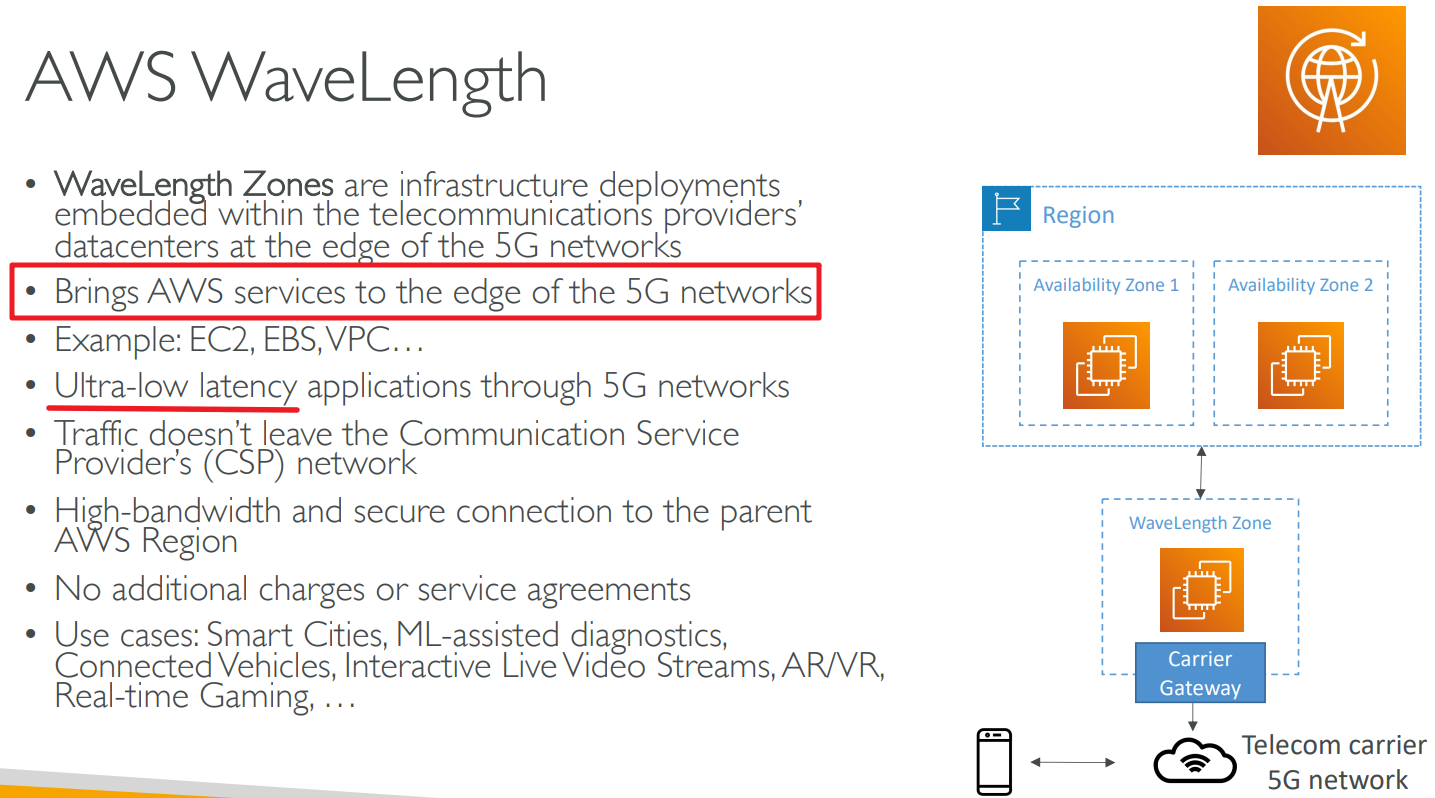 AWS WaveLength
• WaveLength Zones are infrastructure deployments
embedded within the telecommunications providers’
datacenters at the edge of the 5G networks
• Brings AWS services to the edge of the 5G networks
• Example: EC2, EBS, VPC…
• Ultra-low latency applications through 5G networks
• Traffic doesn’t leave the Communication Service
Provider’s (CSP) network
• High-bandwidth and secure connection to the parent
AWS Region
• No additional charges or service agreements
• Use cases: Smart Cities, ML-assisted diagnostics,
Connected Vehicles, Interactive Live Video Streams, AR/VR,
Real-time Gaming, …
Region
Availability Zone 1
Availability Zone 2
WaveLength Zone
Carrier
Gateway
Telecom carrier
5G network